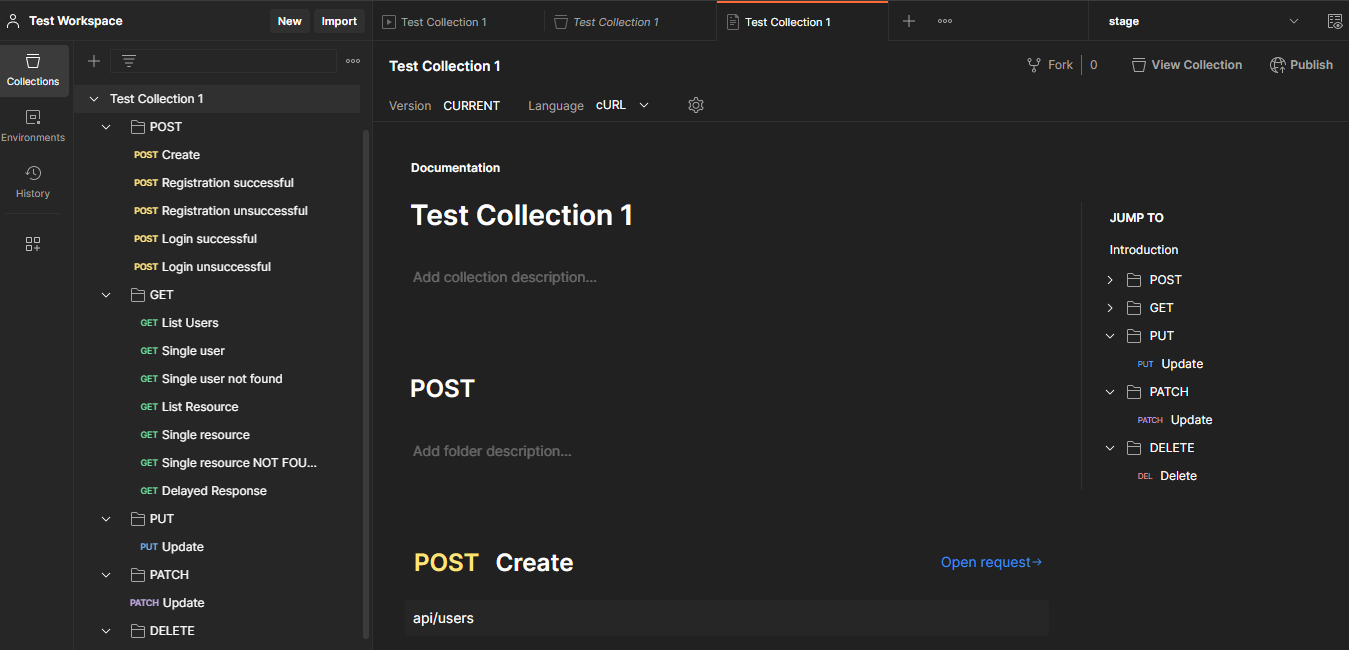 Test Workspace
New
Import
Test Collection 1
Test Collection 1
Test Collection 1
stage
Collections
Environments
History
Test Collection 1
POST
POST Create
POST Registration successful
POST Registration unsuccessful
POST Login successful
POST Login unsuccessful
GET
GET List Users
GET Single user
GET Single user not found
GET List Resource
GET Single resource
GET Single resource NOT FOU...
GET Delayed Response
PUT
PUT Update
PATCH
PATCH Update
DELETE
Test Collection 1
Fork 0
View Collection
Publish
Version CURRENT
Language cURL
Documentation
Test Collection 1
Add collection description...
POST
Add folder description...
POST Create
Open request→
api/users
JUMP TO
Introduction
POST
GET
PUT
PUT Update
PATCH
PATCH Update
DELETE
DEL Delete